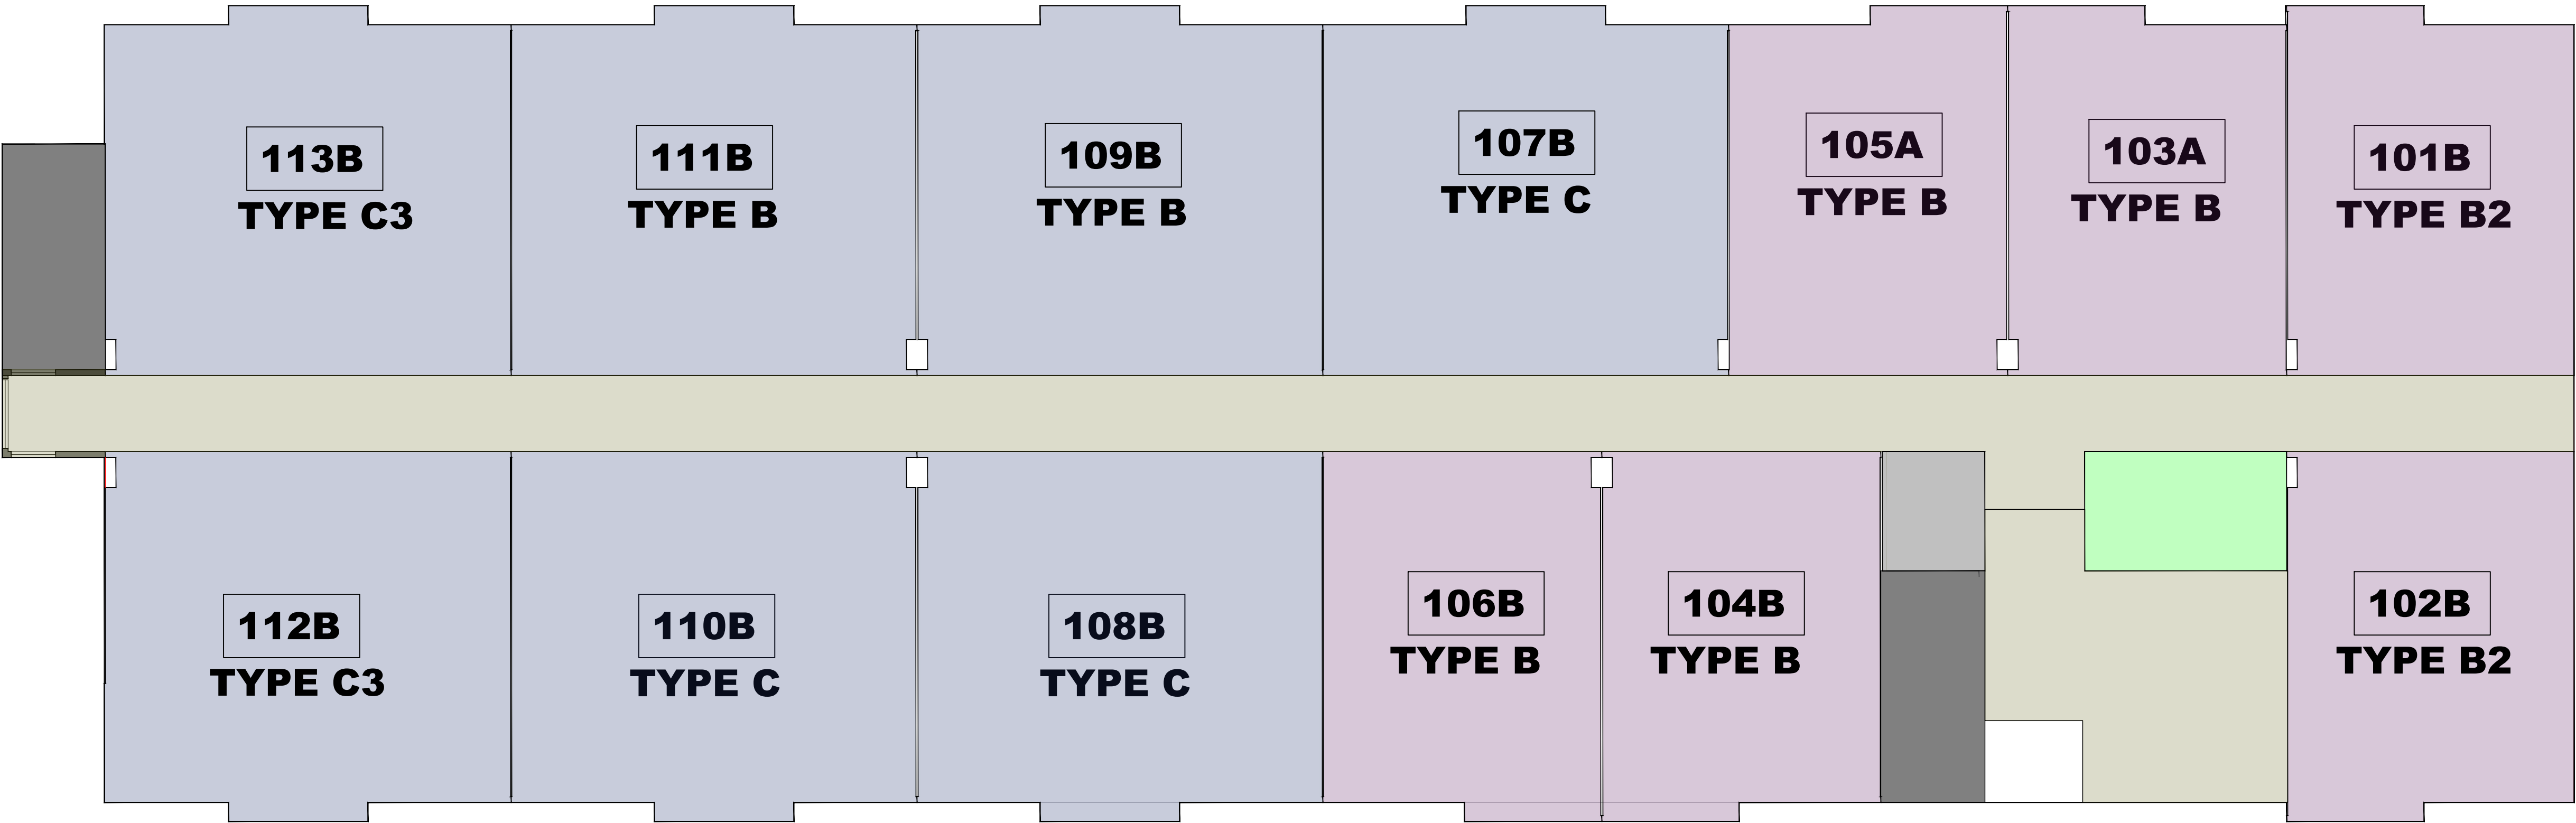 113B
TYPE C3
111B
TYPE B
109B
TYPE B
107B
TYPE C
105A
TYPE B
103A
TYPE B
101B
TYPE B2
112B
TYPE C3
110B
TYPE C
108B
TYPE C
106B
TYPE B
104B
TYPE B
102B
TYPE B2